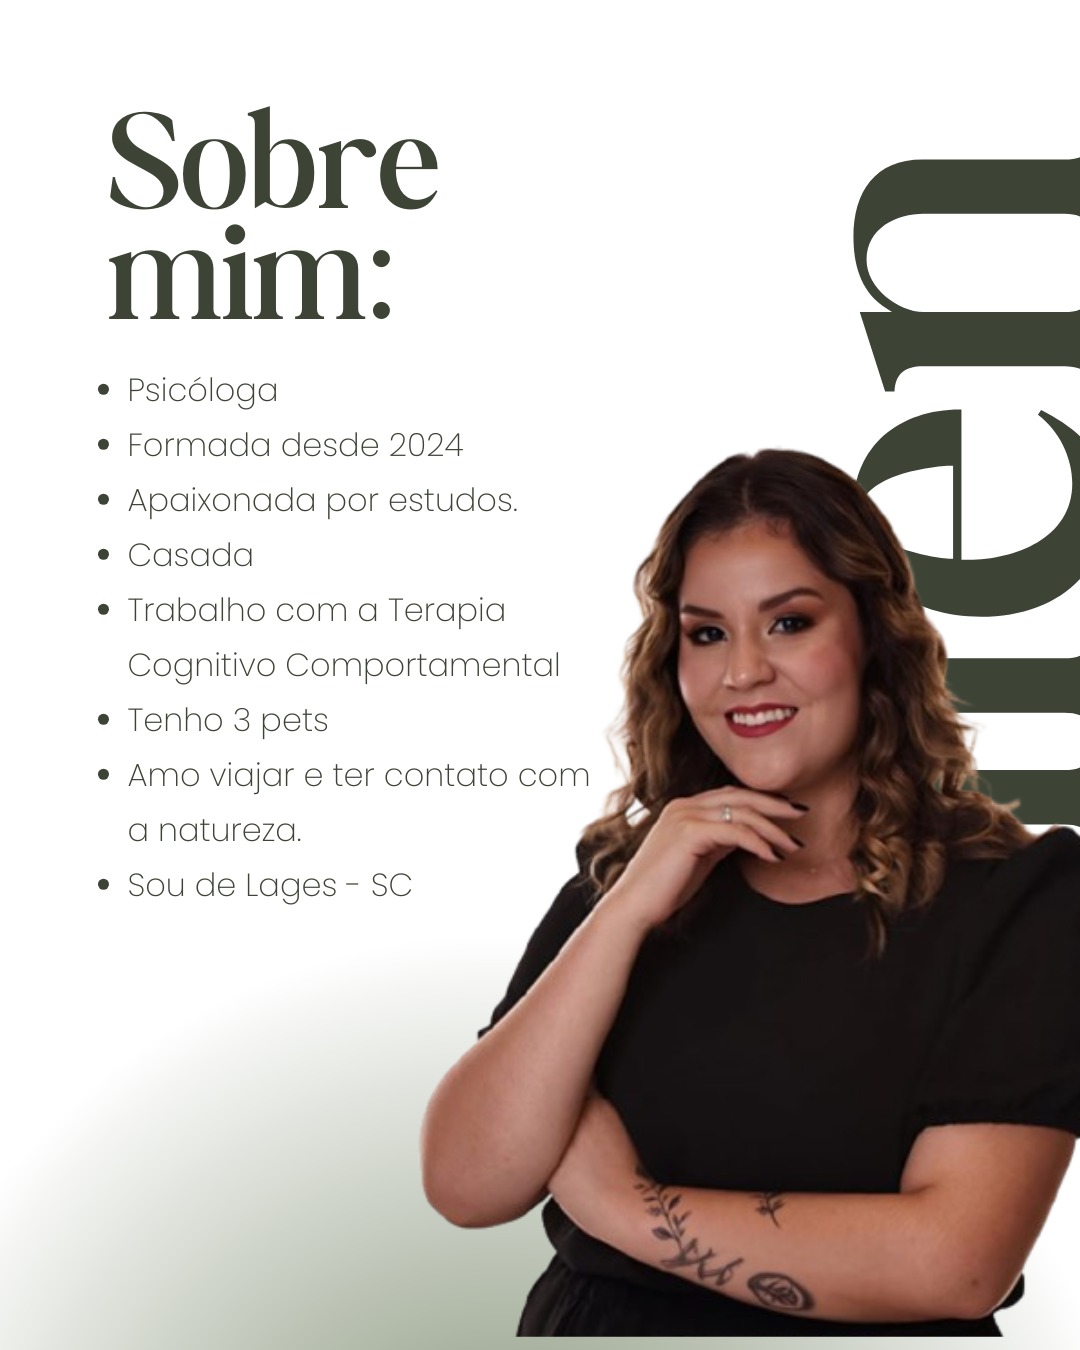 Sobre
mim:
• Psicóloga
• Formada desde 2024
• Apaixonada por estudos.
• Casada
• Trabalho com a Terapia
Cognitivo Comportamental
• Tenho 3 pets
• Amo viajar e ter contato com
a natureza.
• Sou de Lages - SC